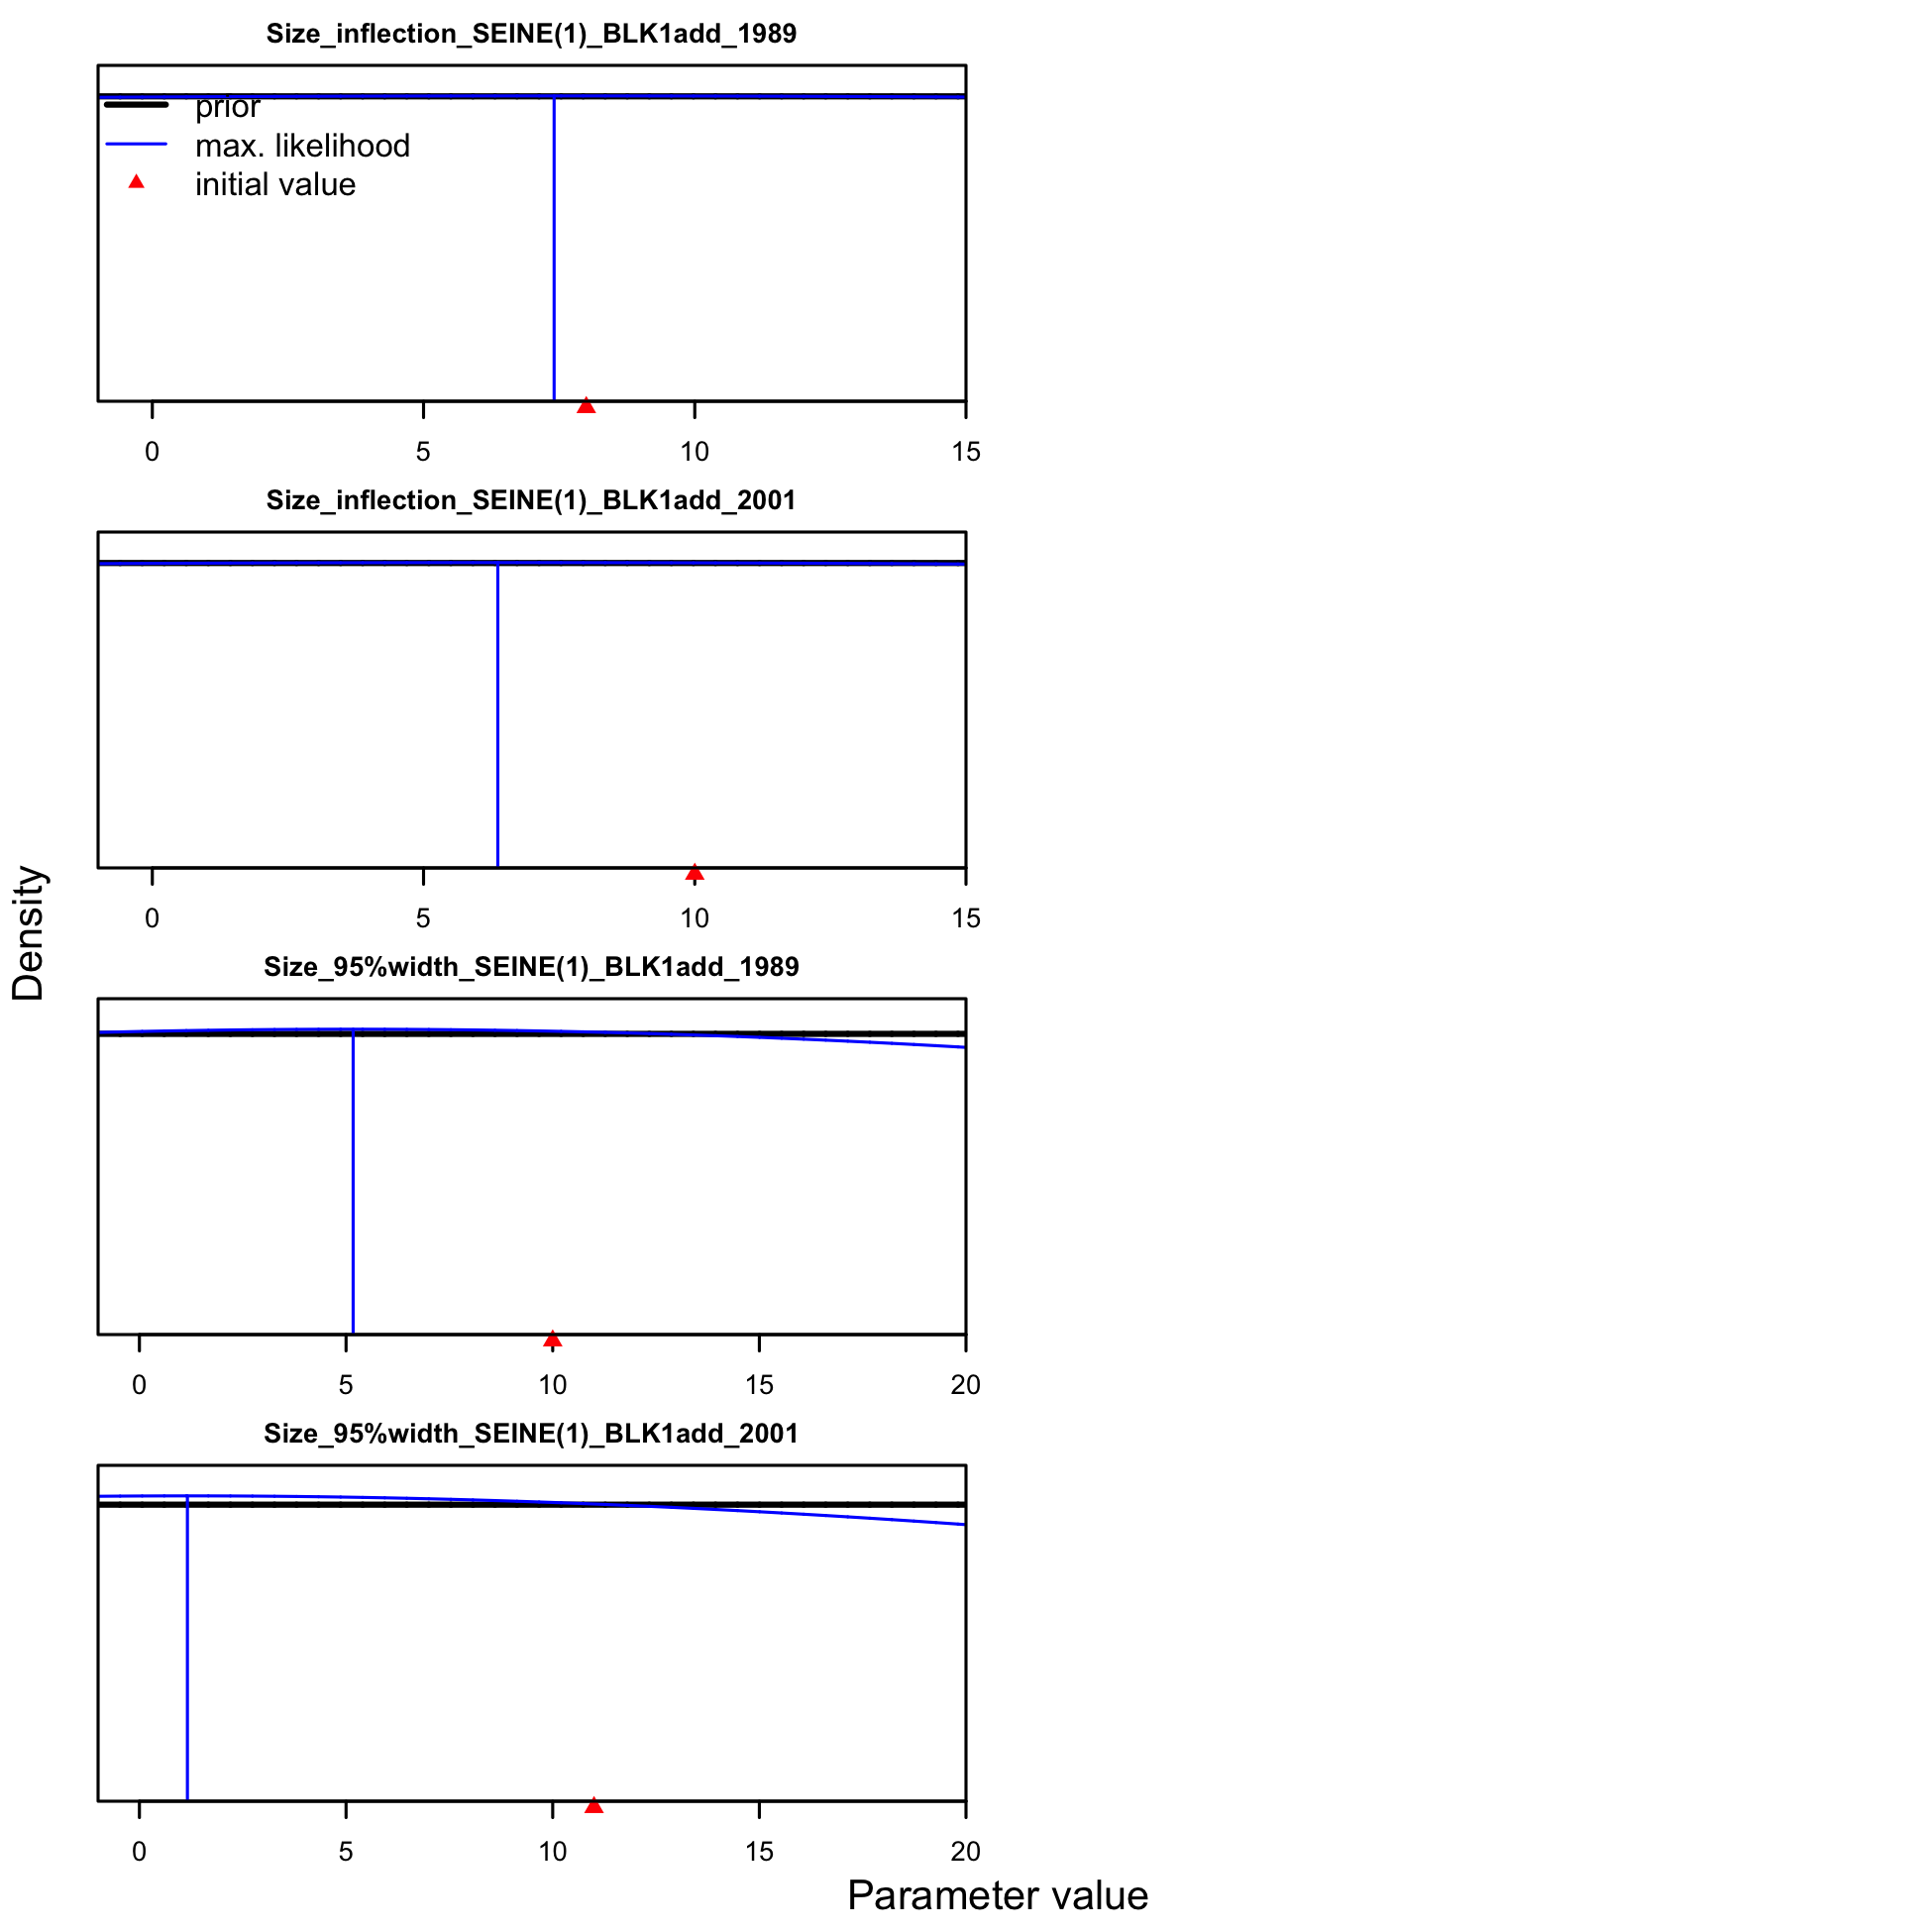 Size_inflection_SEINE(1)_BLK1add_1989
prior
max. likelihood
initial value
0 5 10 15
Size_inflection_SEINE(1)_BLK1add_2001
0 5 10 15
Density
Size_95%width_SEINE(1)_BLK1add_1989
0 5 10 15 20
Size_95%width_SEINE(1)_BLK1add_2001
0 5 10 15 20
Parameter value